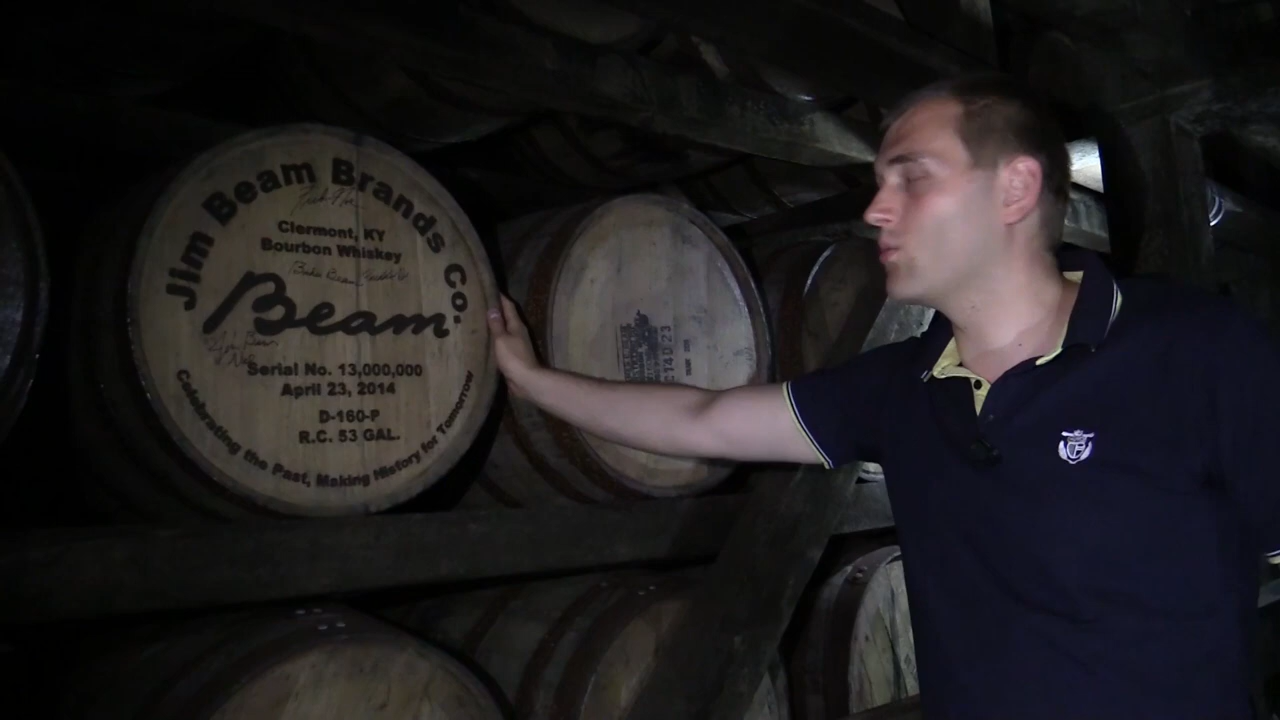 Jim Beam Brands Co.
Clermont, KY
Bourbon Whiskey
Beam
Serial No. 13,000,000
April 23, 2014
D-160-P
R.C. 53 GAL.
Celebrating the Past, Making History for Tomorrow